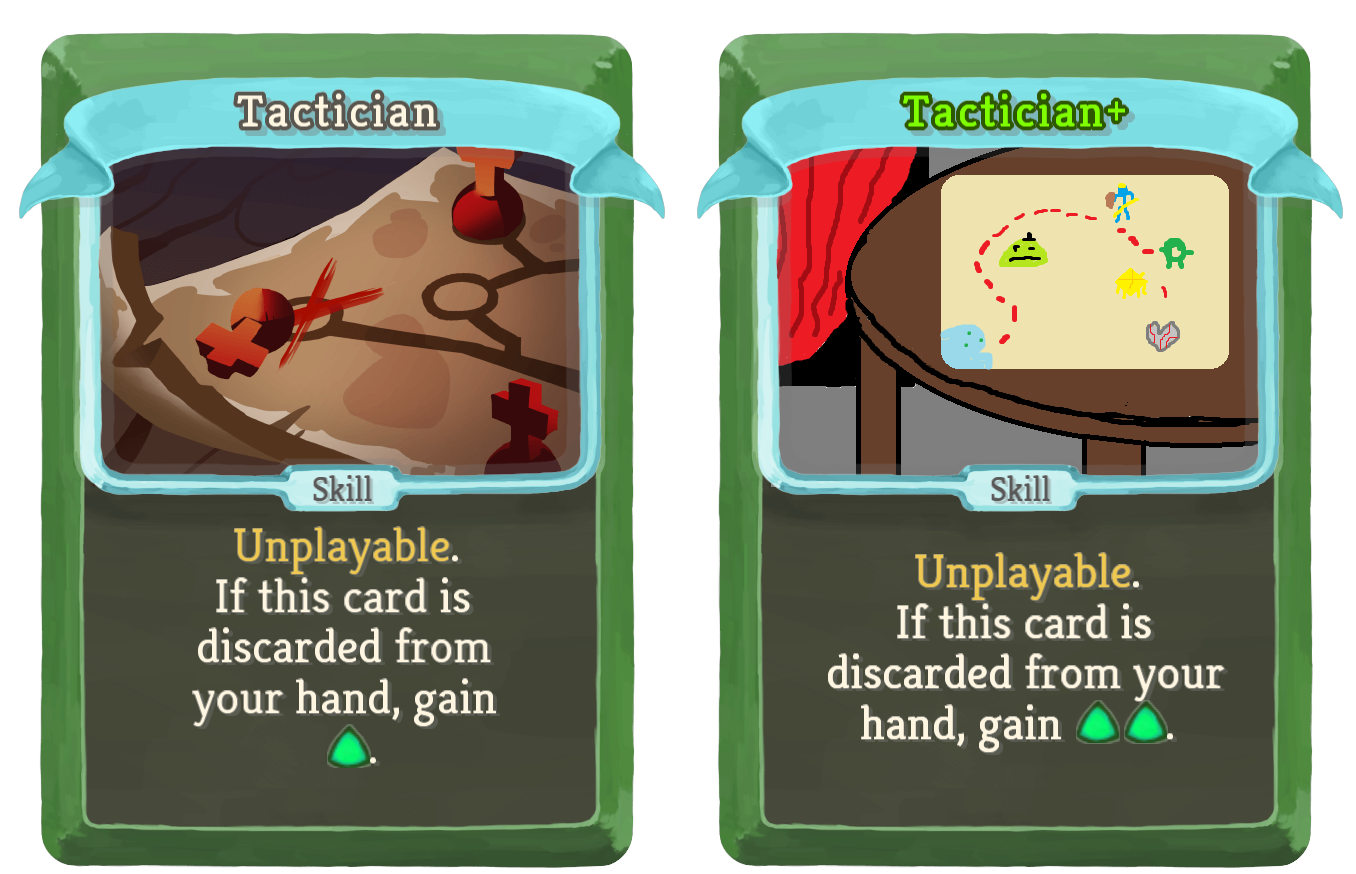 Tactician
Skill
Unplayable.
If this card is
discarded from
your hand, gain
.
Tactician+
Skill
Unplayable.
If this card is
discarded from your
hand, gain .